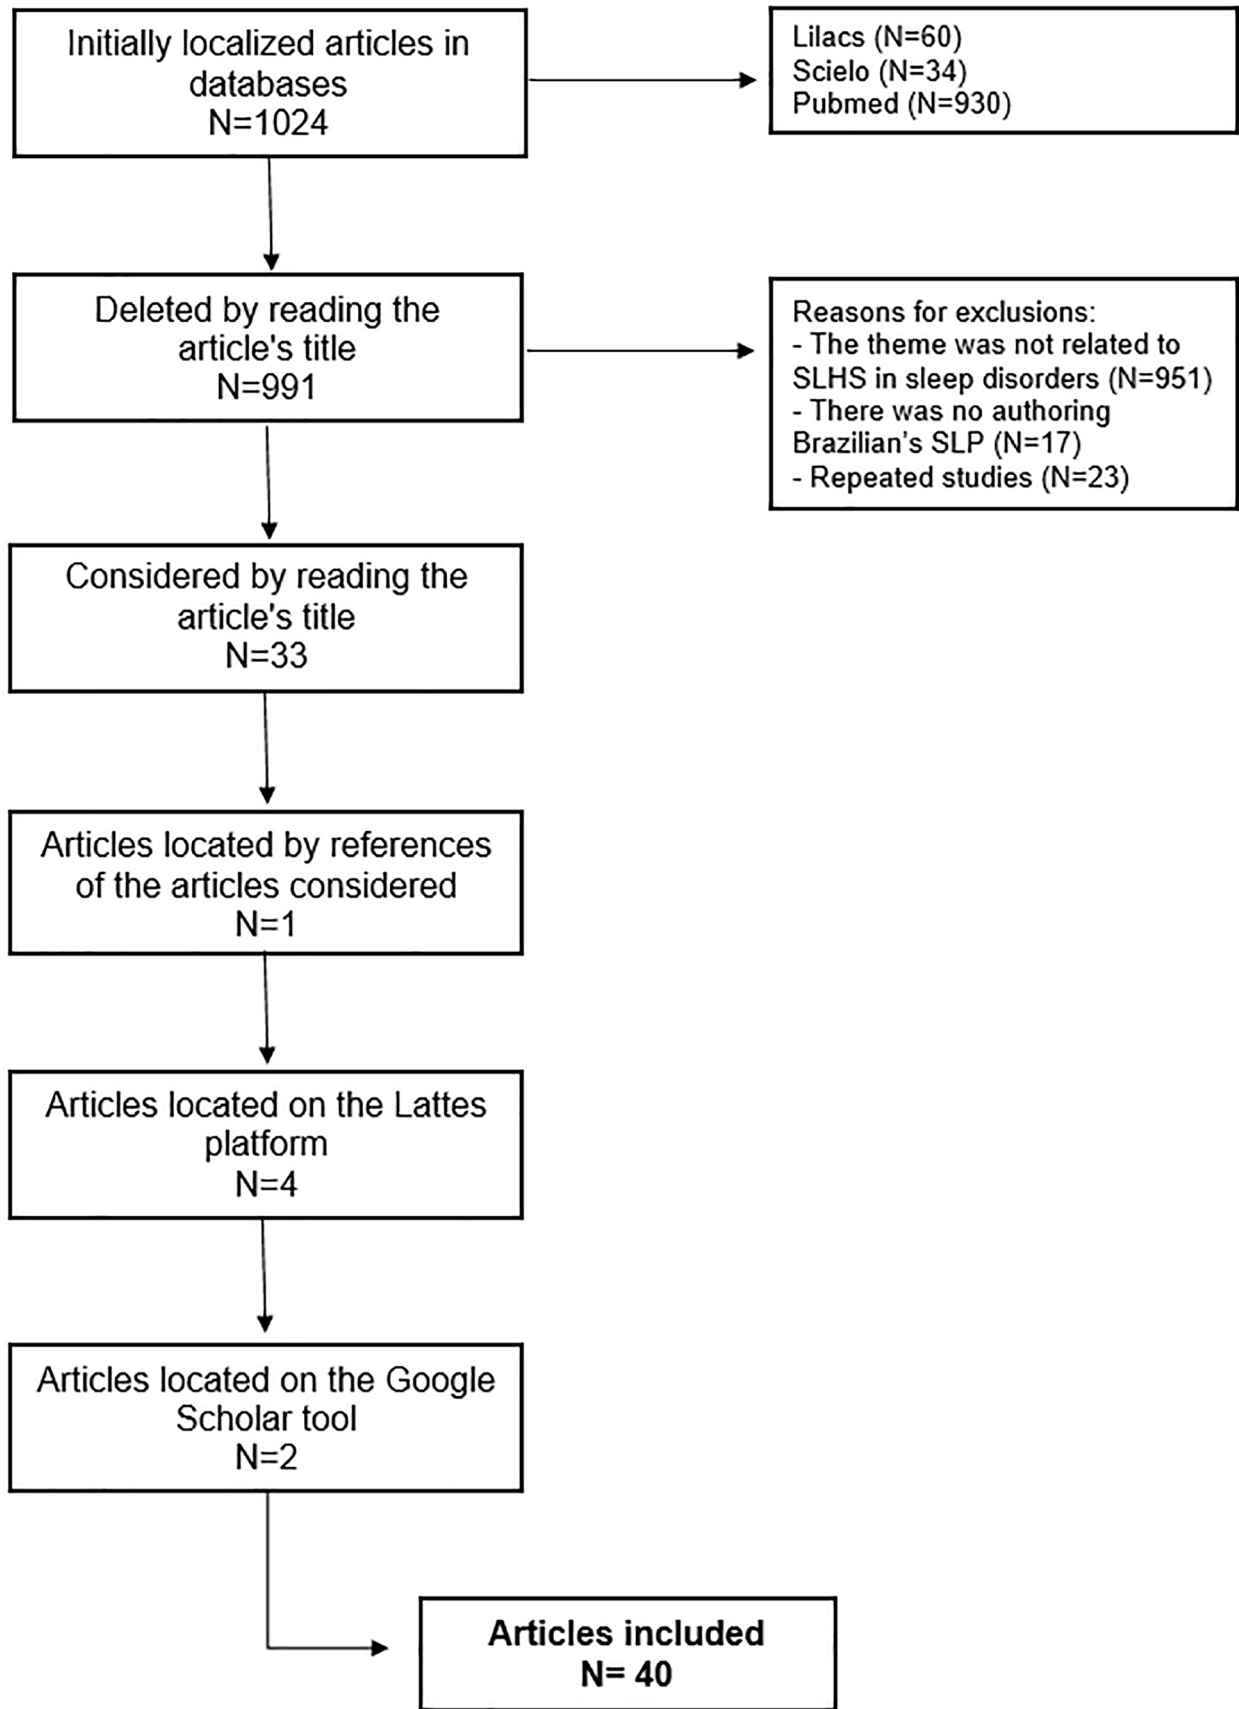 Initially localized articles in
databases
N=1024
Lilacs (N=60)
Scielo (N=34)
Pubmed (N=930)
Deleted by reading the
article's title
N=991
Reasons for exclusions:
- The theme was not related to
SLHS in sleep disorders (N=951)
- There was no authoring
Brazilian's SLP (N=17)
- Repeated studies (N=23)
Considered by reading the
article's title
N=33
Articles located by references
of the articles considered
N=1
Articles located on the Lattes
platform
N=4
Articles located on the Google
Scholar tool
N=2
Articles included
N= 40